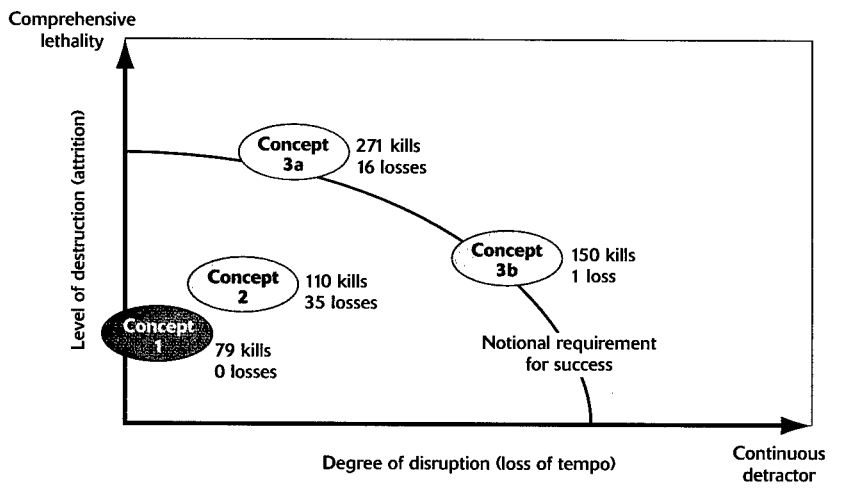 Comprehensive
lethality
Level of destruction (attrition)
Concept
3a
271 kills
16 losses
Concept
3b
150 kills
1 loss
Concept
2
110 kills
35 losses
Concept
1
79 kills
0 losses
Notional requirement
for success
Degree of disruption (loss of tempo)
Continuous
detractor